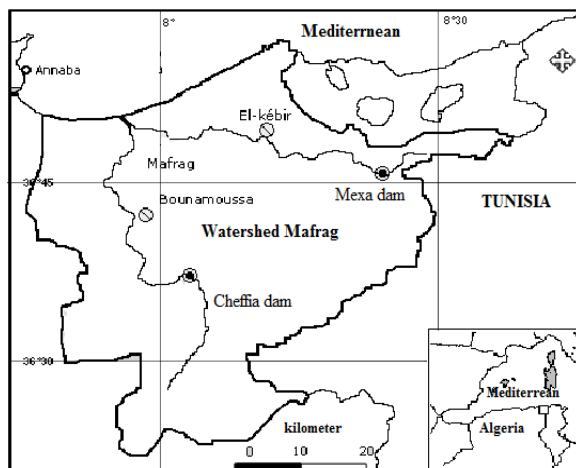 8°
8°30
Mediterrnean
Annaba
El-kébir
Mafrag
36°45
Mexa dam
Bounamoussa
TUNISIA
Watershed Mafrag
Cheffia dam
36°30
Mediterrean
kilometer
Algeria
0 10 20